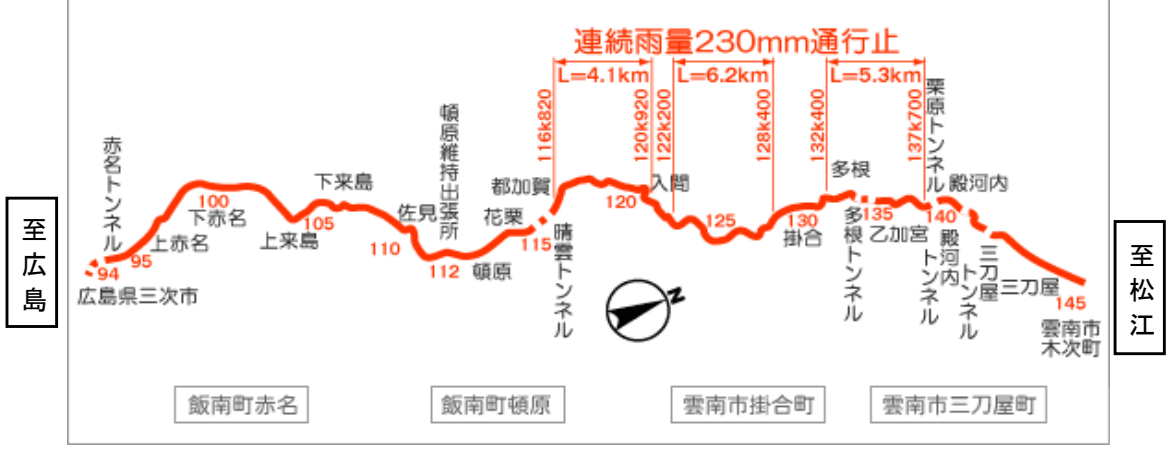 連続雨量230mm通行止
L=4.1km
L=6.2km
L=5.3km
116k820
120k920
122k200
128k400
132k400
137k700
至広島
赤名トンネル
94
広島県三次市
95
上赤名
100
下赤名
上来島
105
下来島
110
佐見
112
頓原維持出張所
頓原
花栗
都加賀
115
晴雲トンネル
120
入間
125
130
掛合
多根
多根トンネル
135
乙加宮
栗原トンネル
140
殿河内
殿河内トンネル
三刀屋トンネル
三刀屋
145
雲南市
木次町
至松江
N
飯南町赤名
飯南町頓原
雲南市掛合町
雲南市三刀屋町